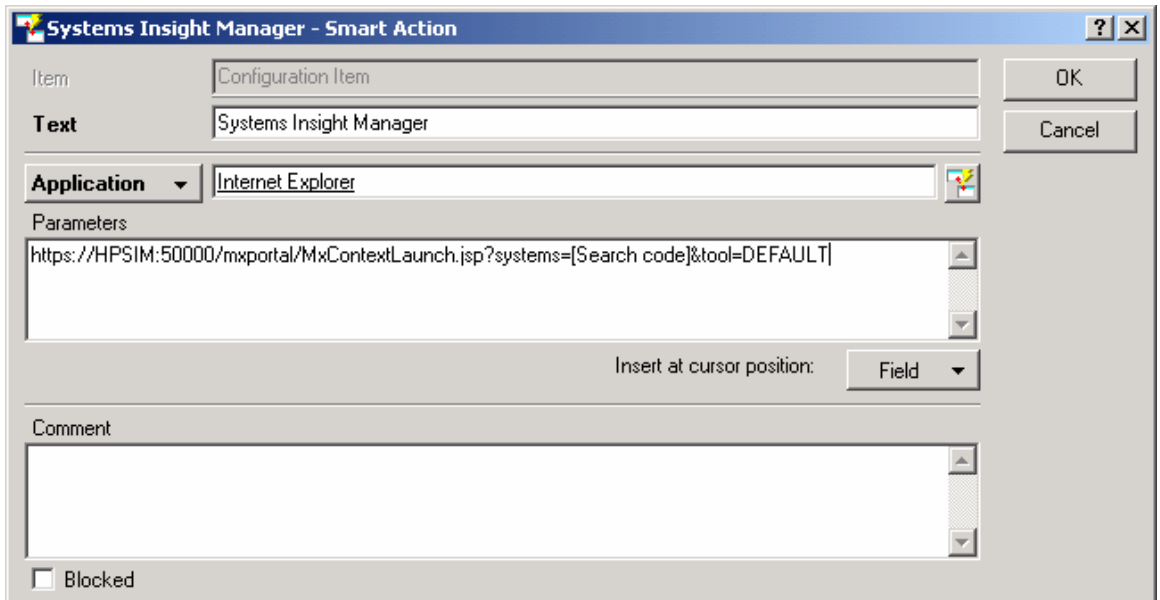 Systems Insight Manager - Smart Action
Item Configuration Item OK
Text Systems Insight Manager Cancel
Application Internet Explorer
Parameters
https://HPSIM:50000/mxportal/MxContextLaunch.jsp?systems=[Search code]&tool=DEFAULT
Insert at cursor position: Field
Comment
Blocked